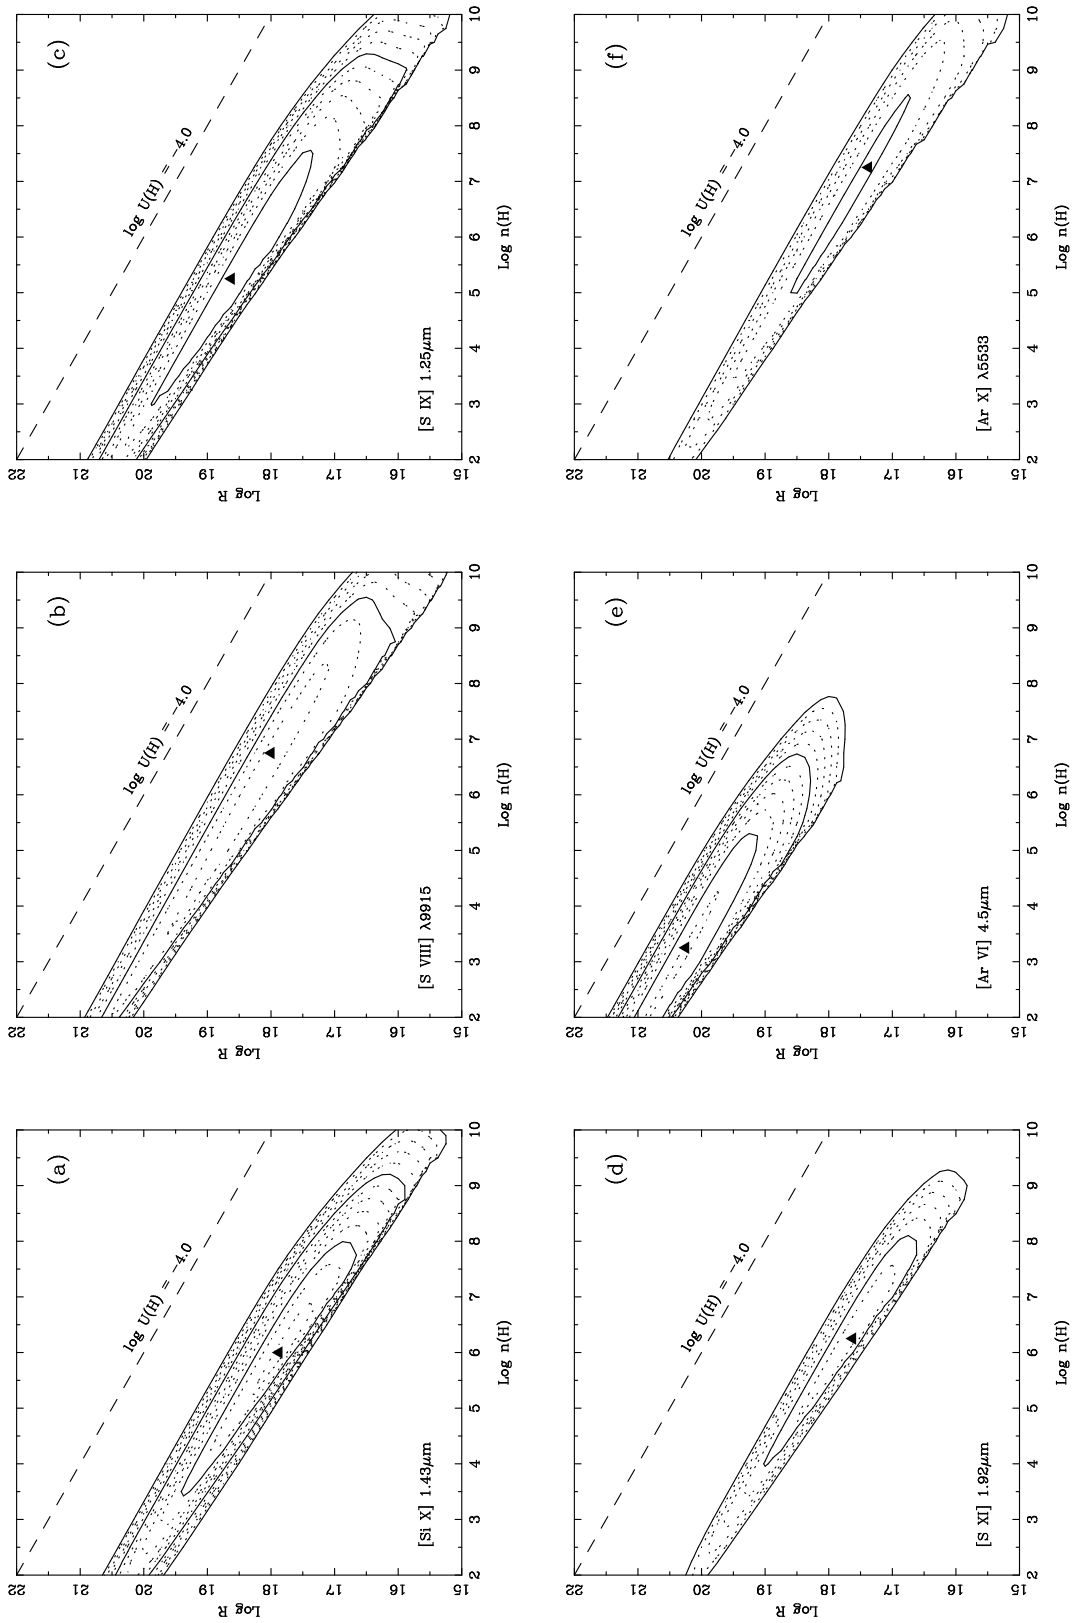 (a)
log U(H) = -4.0
[Si X] 1.43μm
22
21
20
19
18
17
16
15
Log R
2 3 4 5 6 7 8 9 10
Log n(H)
(b)
log U(H) = -4.0
[S VIII] λ9915
22
21
20
19
18
17
16
15
Log R
2 3 4 5 6 7 8 9 10
Log n(H)
(c)
log U(H) = -4.0
[S IX] 1.25μm
22
21
20
19
18
17
16
15
Log R
2 3 4 5 6 7 8 9 10
Log n(H)
(d)
log U(H) = -4.0
[S XI] 1.92μm
22
21
20
19
18
17
16
15
Log R
2 3 4 5 6 7 8 9 10
Log n(H)
(e)
log U(H) = -4.0
[Ar VI] 4.5μm
22
21
20
19
18
17
16
15
Log R
2 3 4 5 6 7 8 9 10
Log n(H)
(f)
log U(H) = -4.0
[Ar X] λ5533
22
21
20
19
18
17
16
15
Log R
2 3 4 5 6 7 8 9 10
Log n(H)